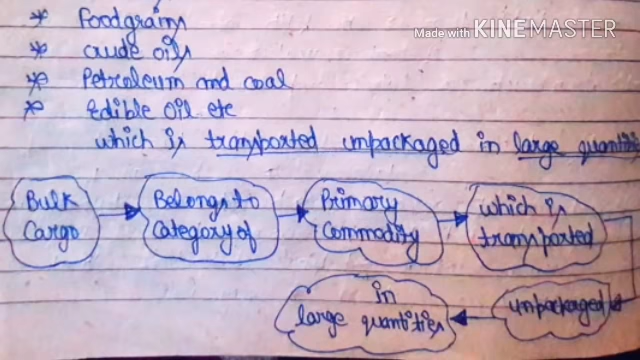 Made with KINEMASTER
* Foodgrains
* crude oils
* Petroleum and coal
* Edible Oil etc
which is transported unpackaged in large quantities
Bulk Cargo
Belongs to category of
Primary Commodity
which is transported
unpackaged
in large quantities